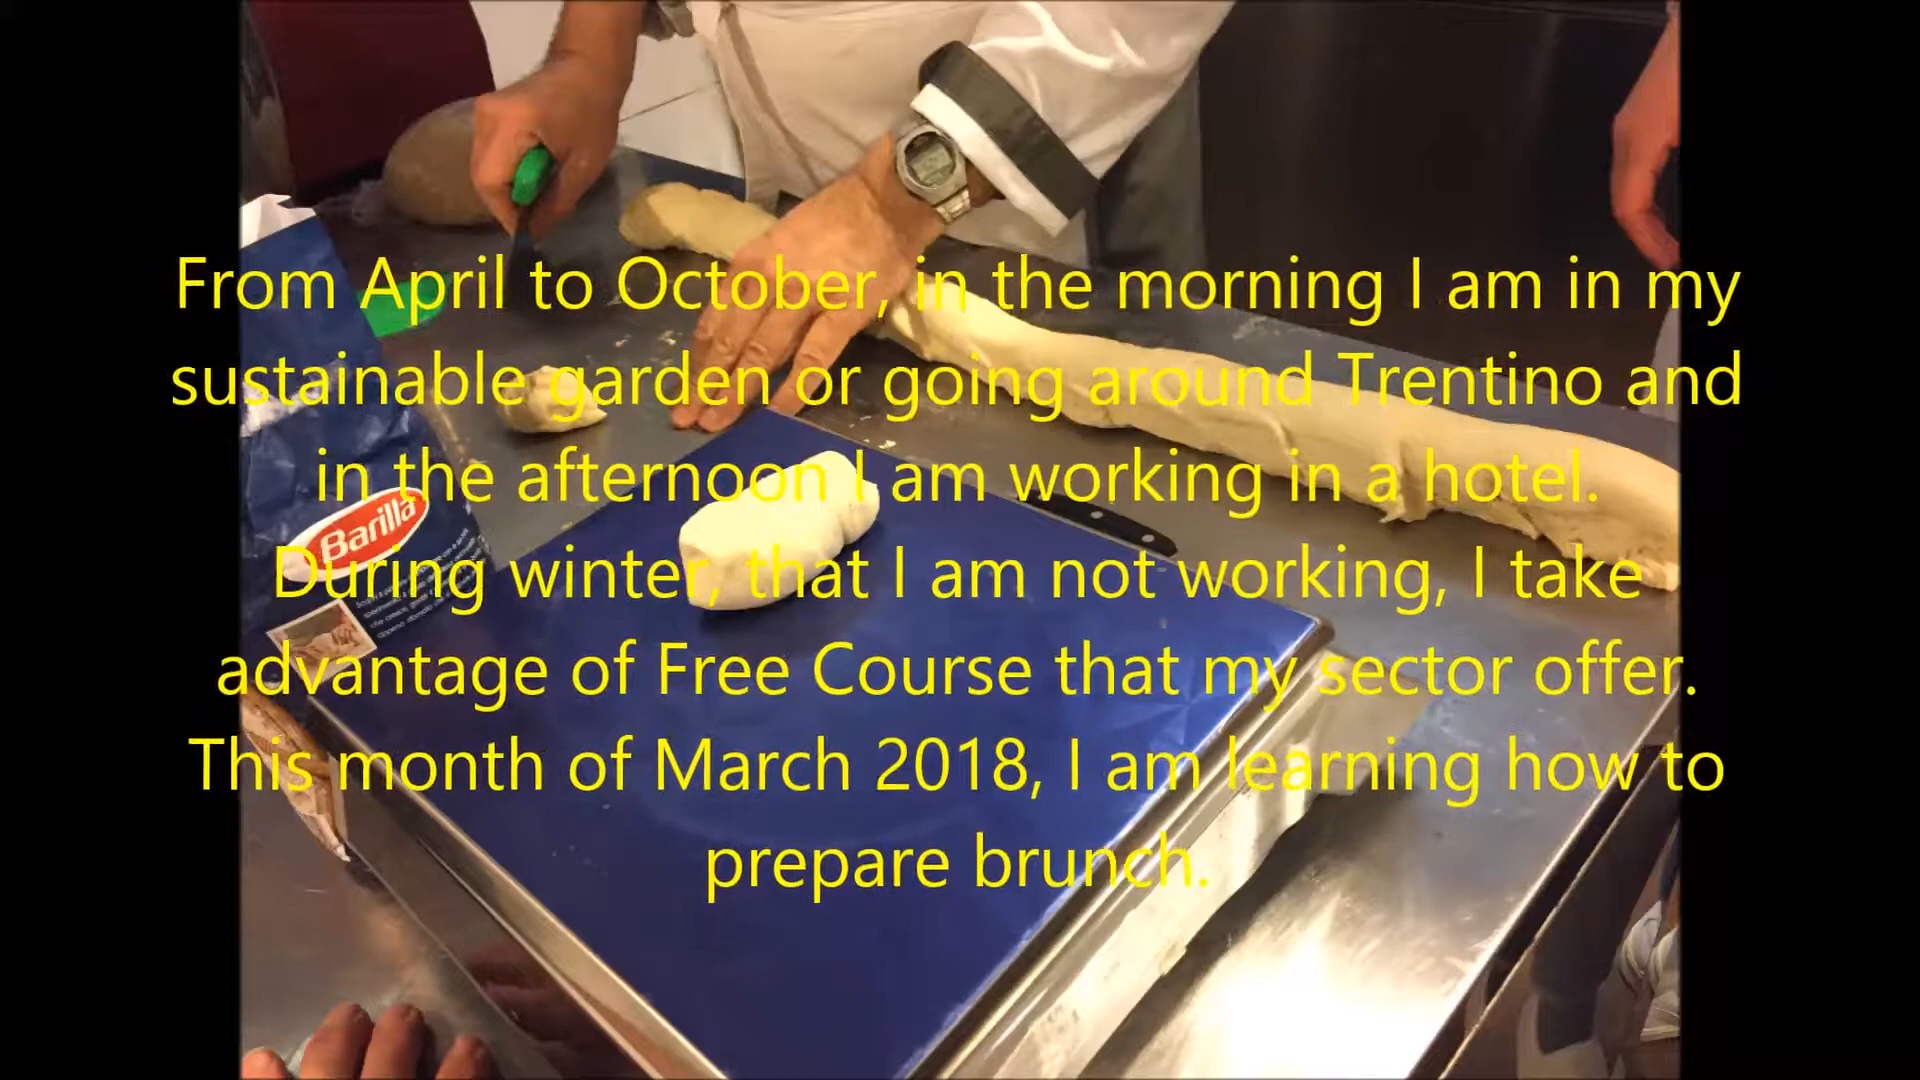 From April to October, in the morning I am in my
sustainable garden or going around Trentino and
in the afternoon I am working in a hotel.
During winter, that I am not working, I take
advantage of Free Course that my sector offer.
This month of March 2018, I am learning how to
prepare brunch.
Barilla